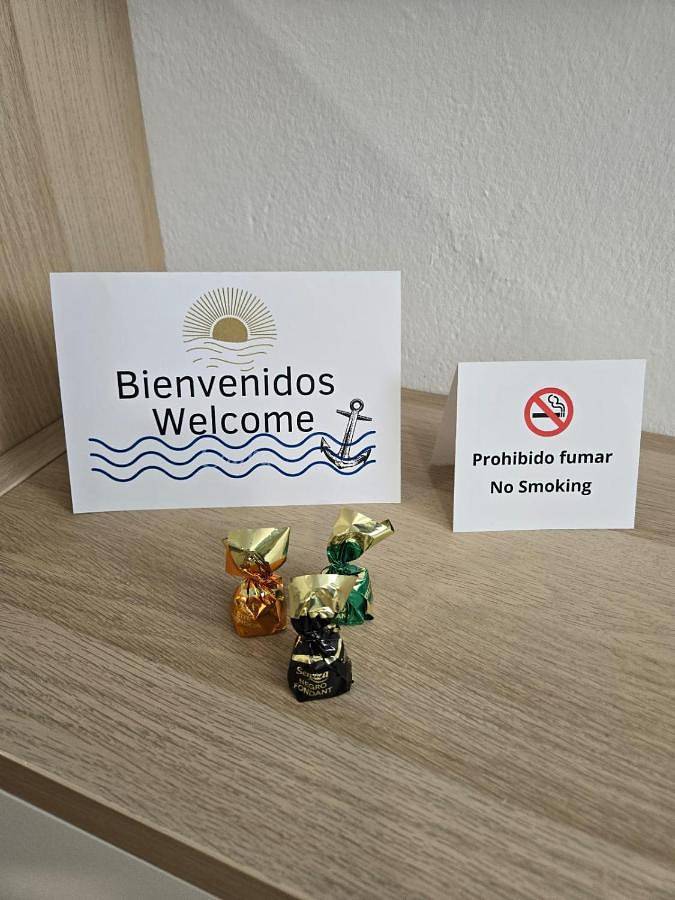 Bienvenidos
Welcome
Prohibido fumar
No Smoking
NEGRO
FONDANT